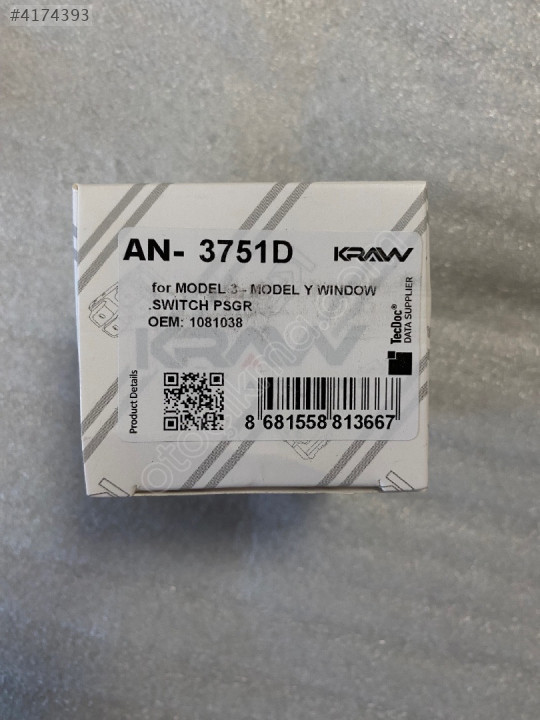 #4174393
AN- 3751D
KRAW
for MODEL 3 - MODEL Y WINDOW
.SWITCH PSGR
OEM: 1081038
TecDoc®
DATA SUPPLIER
KRAW
Product Details
8 681558 813667